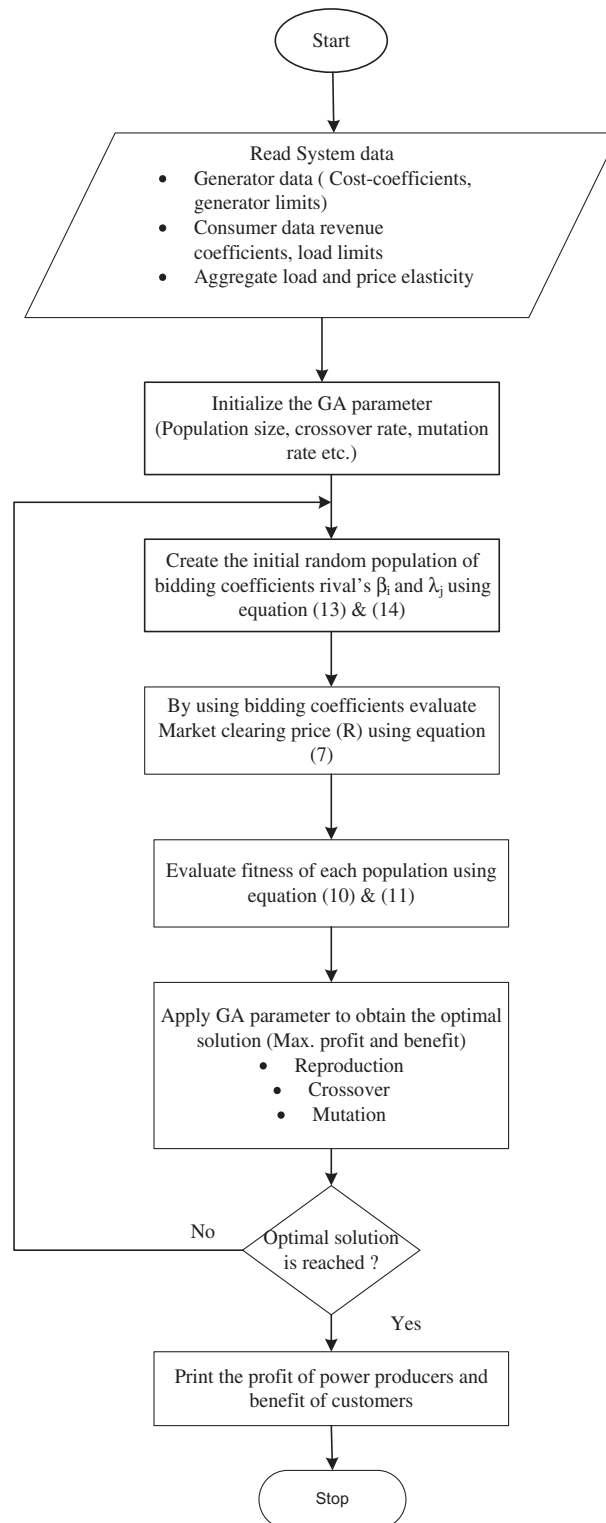 Start
Read System data
• Generator data ( Cost-coefficients,
generator limits)
• Consumer data revenue
coefficients, load limits
• Aggregate load and price elasticity
Initialize the GA parameter
(Population size, crossover rate, mutation
rate etc.)
Create the initial random population of
bidding coefficients rival's βi and λj using
equation (13) & (14)
By using bidding coefficients evaluate
Market clearing price (R) using equation
(7)
Evaluate fitness of each population using
equation (10) & (11)
Apply GA parameter to obtain the optimal
solution (Max. profit and benefit)
• Reproduction
• Crossover
• Mutation
No
Optimal solution
is reached ?
Yes
Print the profit of power producers and
benefit of customers
Stop